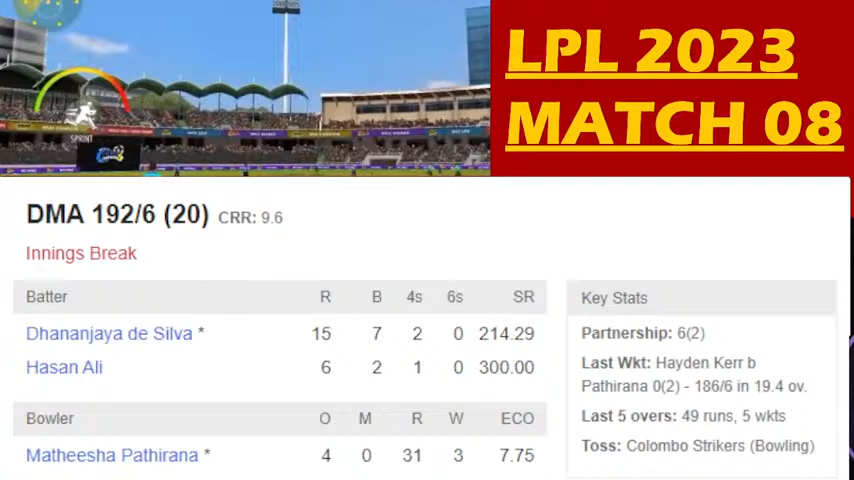 LPL 2023
MATCH 08
SPRINT
DMA 192/6 (20) CRR: 9.6
Innings Break
Batter R B 4s 6s SR
Dhananjaya de Silva * 15 7 2 0 214.29
Hasan Ali 6 2 1 0 300.00
Bowler O M R W ECO
Matheesha Pathirana * 4 0 31 3 7.75
Key Stats
Partnership: 6(2)
Last Wkt: Hayden Kerr b
Pathirana 0(2) - 186/6 in 19.4 ov.
Last 5 overs: 49 runs, 5 wkts
Toss: Colombo Strikers (Bowling)